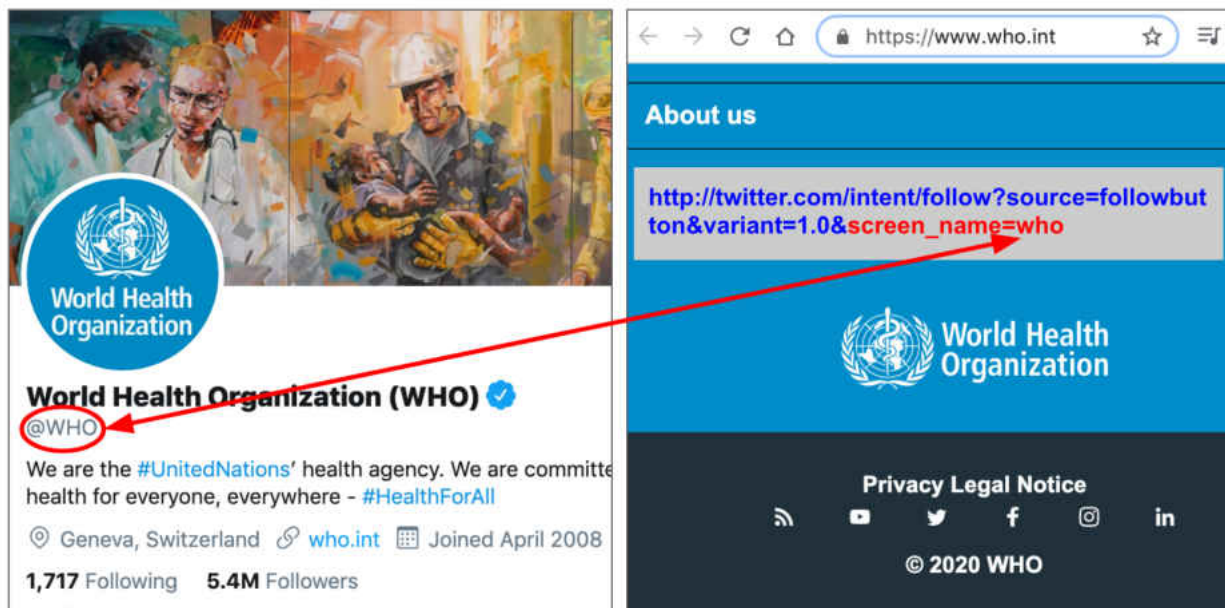 World Health
Organization
World Health Organization (WHO)
@WHO
We are the #UnitedNations’ health agency. We are committe
health for everyone, everywhere - #HealthForAll
Geneva, Switzerland who.int Joined April 2008
1,717 Following 5.4M Followers
https://www.who.int
About us
http://twitter.com/intent/follow?source=followbut
ton&variant=1.0&screen_name=who
World Health
Organization
Privacy Legal Notice
f in
© 2020 WHO